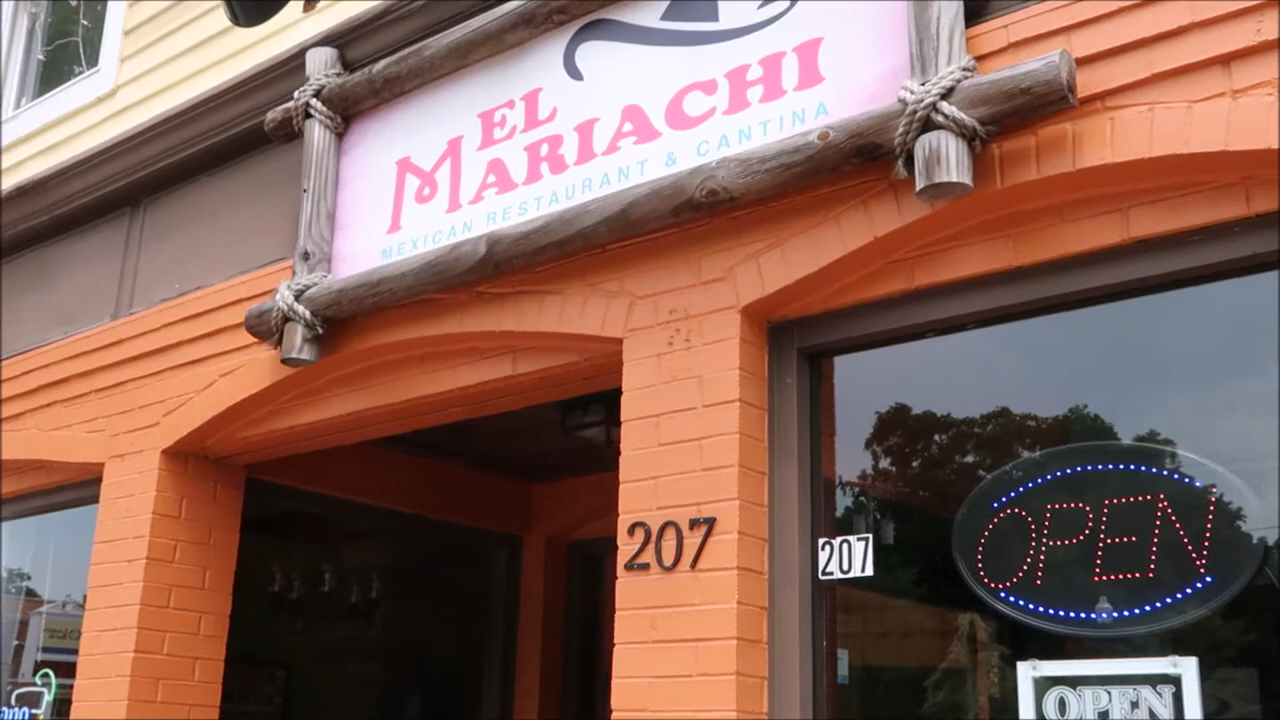 EL
MARIACHI
MEXICAN RESTAURANT & CANTINA
207
207
OPEN
OPEN